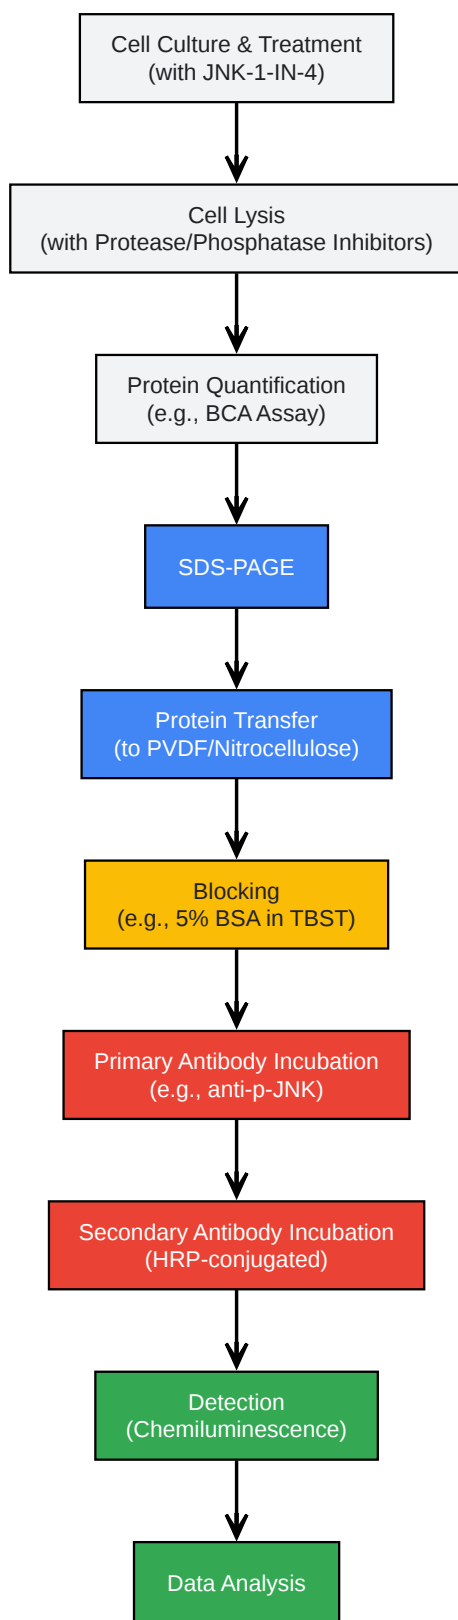 Cell Culture & Treatment
(with JNK-1-IN-4)
Cell Lysis
(with Protease/Phosphatase Inhibitors)
Protein Quantification
(e.g., BCA Assay)
SDS-PAGE
Protein Transfer
(to PVDF/Nitrocellulose)
Blocking
(e.g., 5% BSA in TBST)
Primary Antibody Incubation
(e.g., anti-p-JNK)
Secondary Antibody Incubation
(HRP-conjugated)
Detection
(Chemiluminescence)
Data Analysis